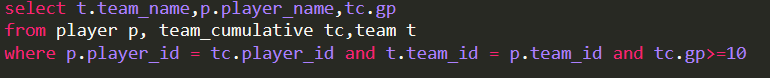 select t.team_name,p.player_name,tc.gp
from player p, team_cumulative tc,team t
where p.player_id = tc.player_id and t.team_id = p.team_id and tc.gp>=10